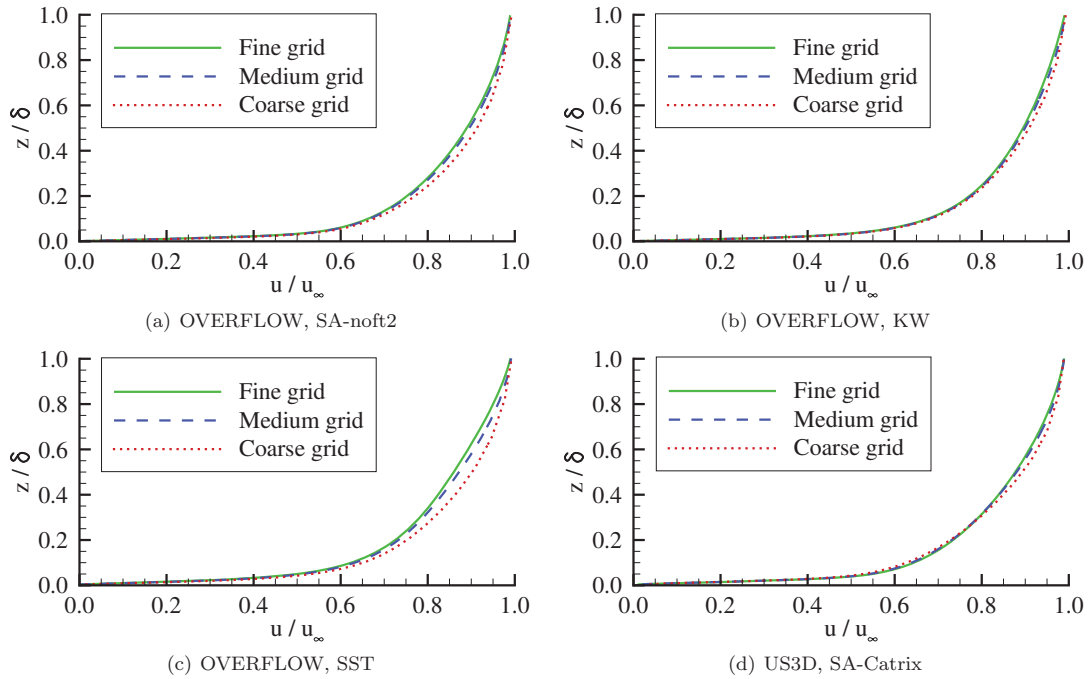 1.0
0.8
0.6
0.4
0.2
0.0
z / δ
Fine grid
Medium grid
Coarse grid
0.0 0.2 0.4 0.6 0.8 1.0
u / u∞
(a) OVERFLOW, SA-noft2
1.0
0.8
0.6
0.4
0.2
0.0
z / δ
Fine grid
Medium grid
Coarse grid
0.0 0.2 0.4 0.6 0.8 1.0
u / u∞
(b) OVERFLOW, KW
1.0
0.8
0.6
0.4
0.2
0.0
z / δ
Fine grid
Medium grid
Coarse grid
0.0 0.2 0.4 0.6 0.8 1.0
u / u∞
(c) OVERFLOW, SST
1.0
0.8
0.6
0.4
0.2
0.0
z / δ
Fine grid
Medium grid
Coarse grid
0.0 0.2 0.4 0.6 0.8 1.0
u / u∞
(d) US3D, SA-Catrix